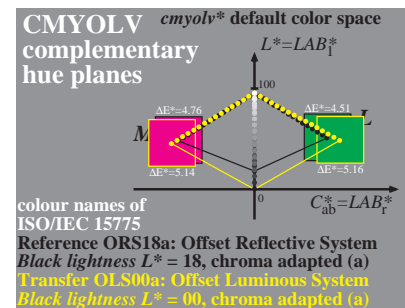 CMYOLV
complementary
hue planes
cmyolv* default color space
L*=LAB*l
100
ΔE*=4.76
ΔE*=4.51
M
L
ΔE*=5.14
ΔE*=5.16
0
C*ab=LAB*r
colour names of
ISO/IEC 15775
Reference ORS18a: Offset Reflective System
Black lightness L* = 18, chroma adapted (a)
Transfer OLS00a: Offset Luminous System
Black lightness L* = 00, chroma adapted (a)